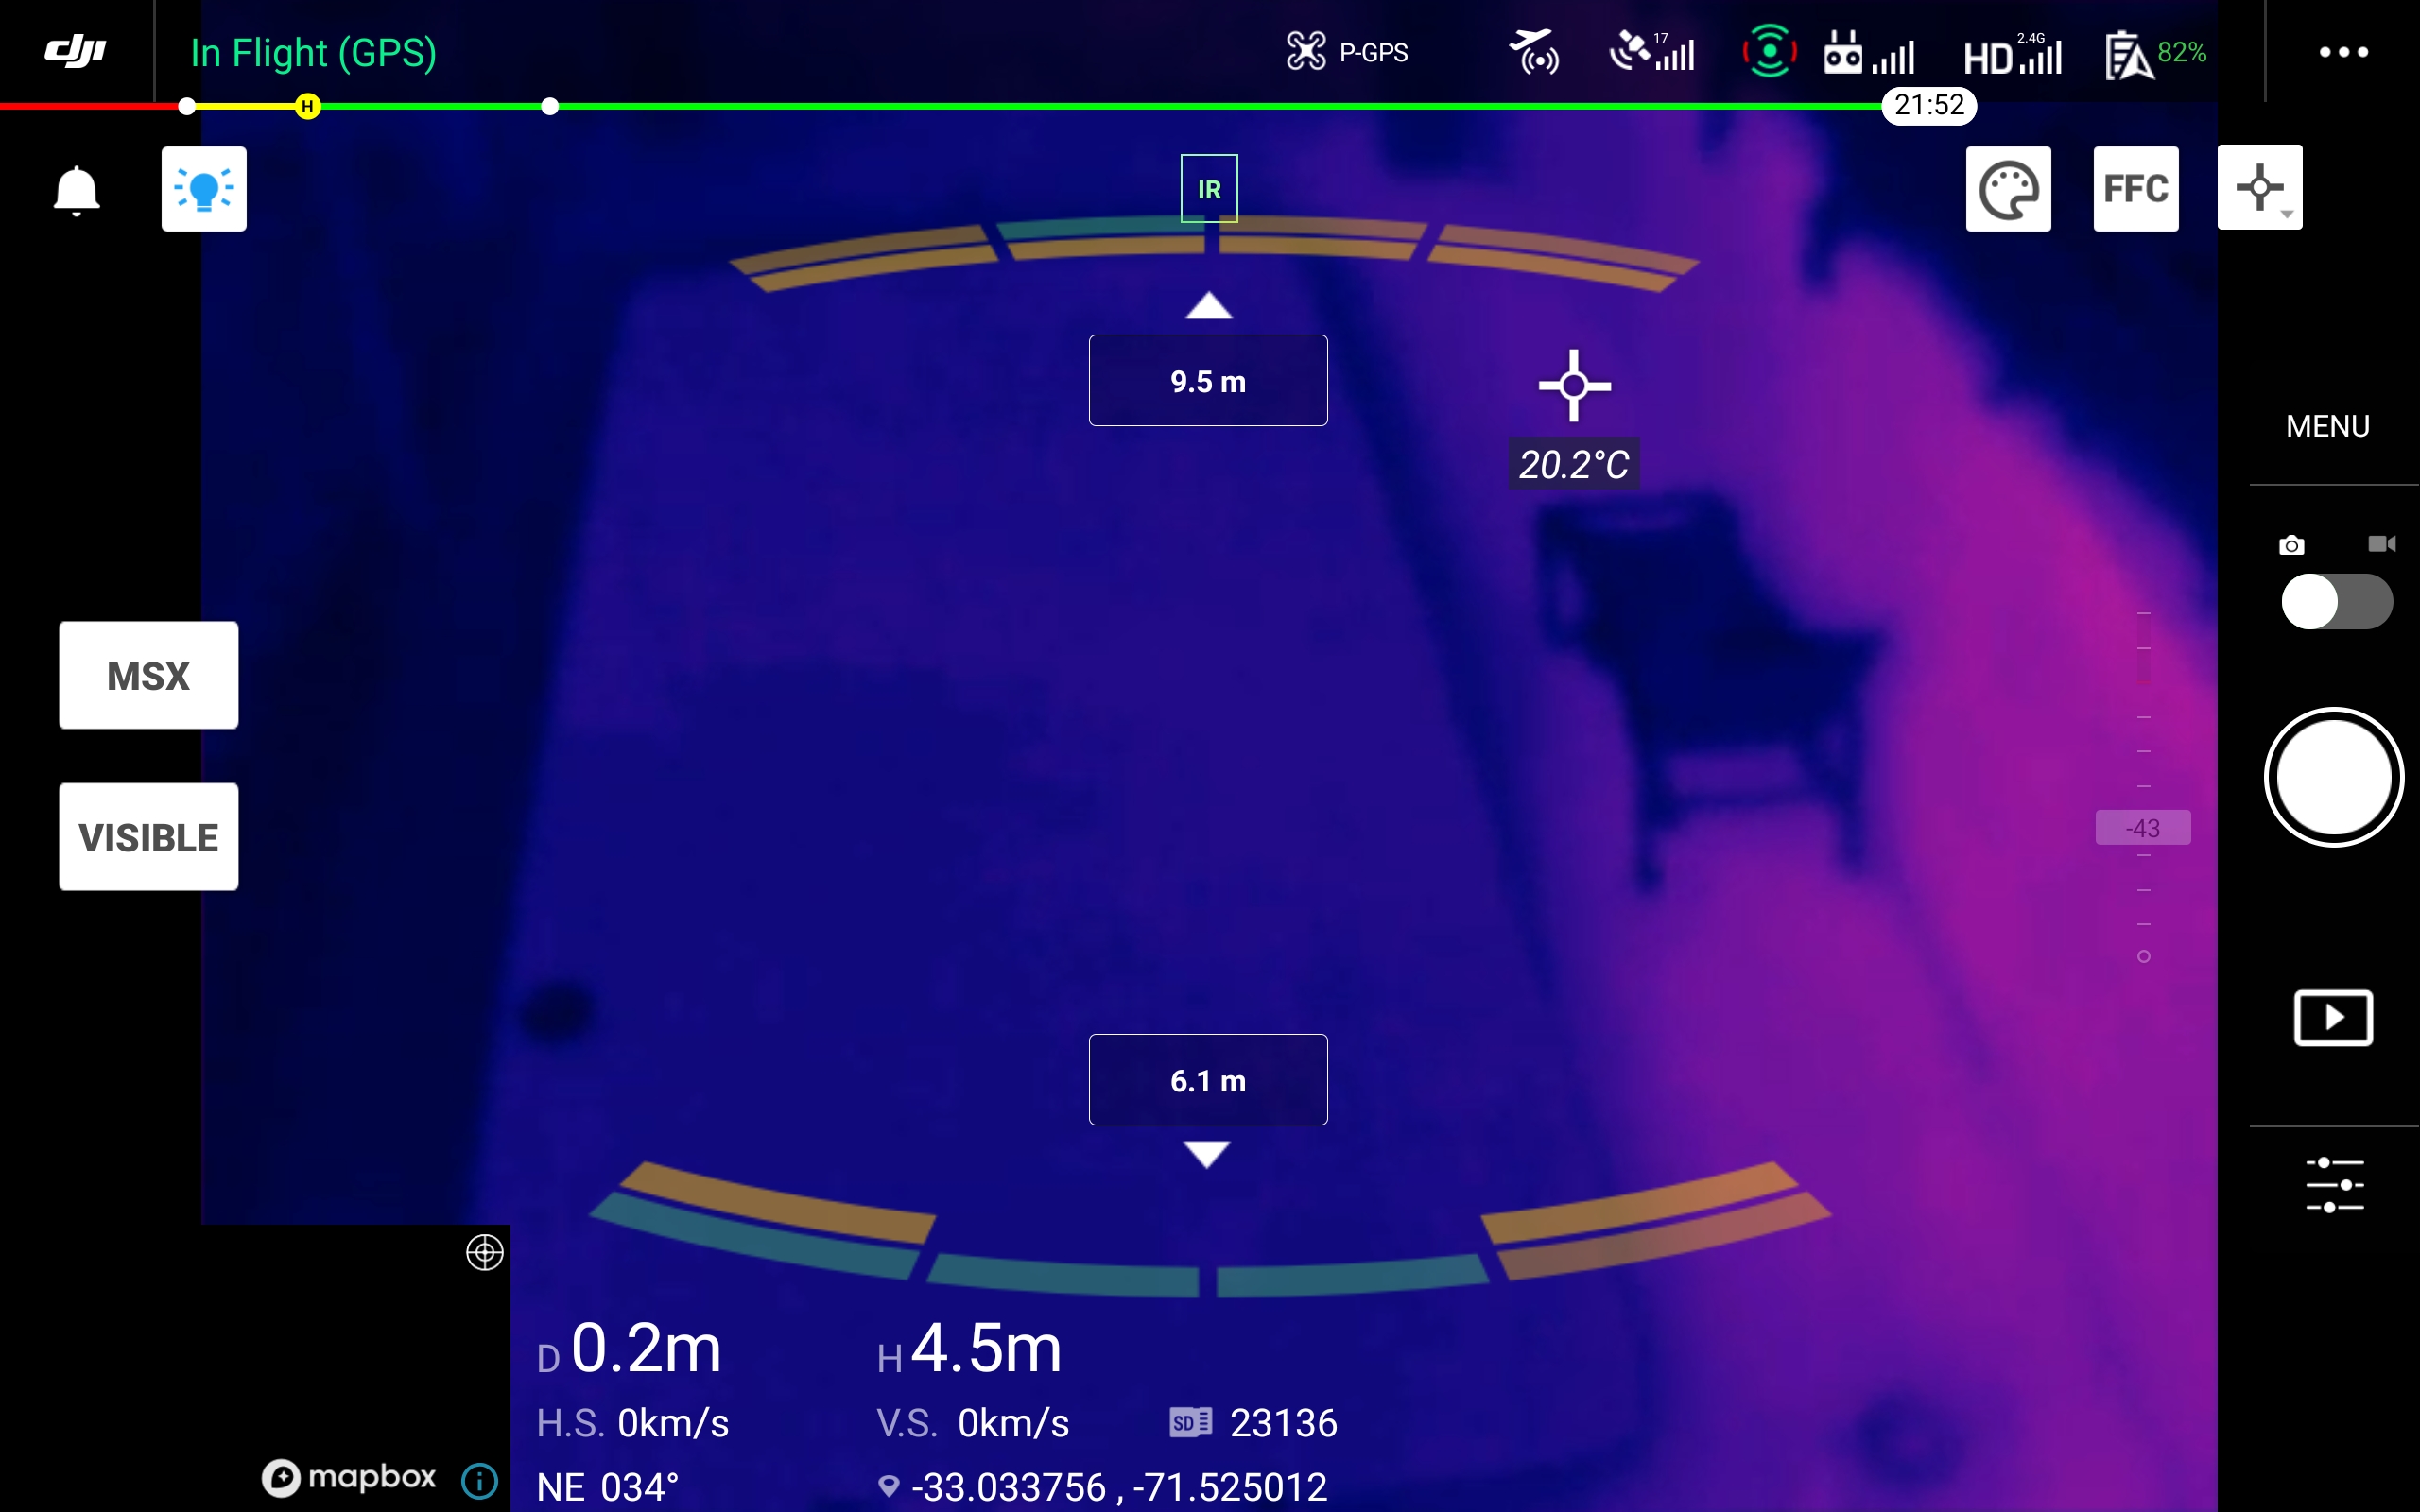 dji
In Flight (GPS)
P-GPS
17
HD 2.4G
82%
H
21:52
IR
FFC
9.5 m
20.2°C
MENU
MSX
VISIBLE
-43
6.1 m
D 0.2m
H 4.5m
H.S. 0km/s
V.S. 0km/s
SD 23136
NE 034°
-33.033756 , -71.525012
mapbox
i